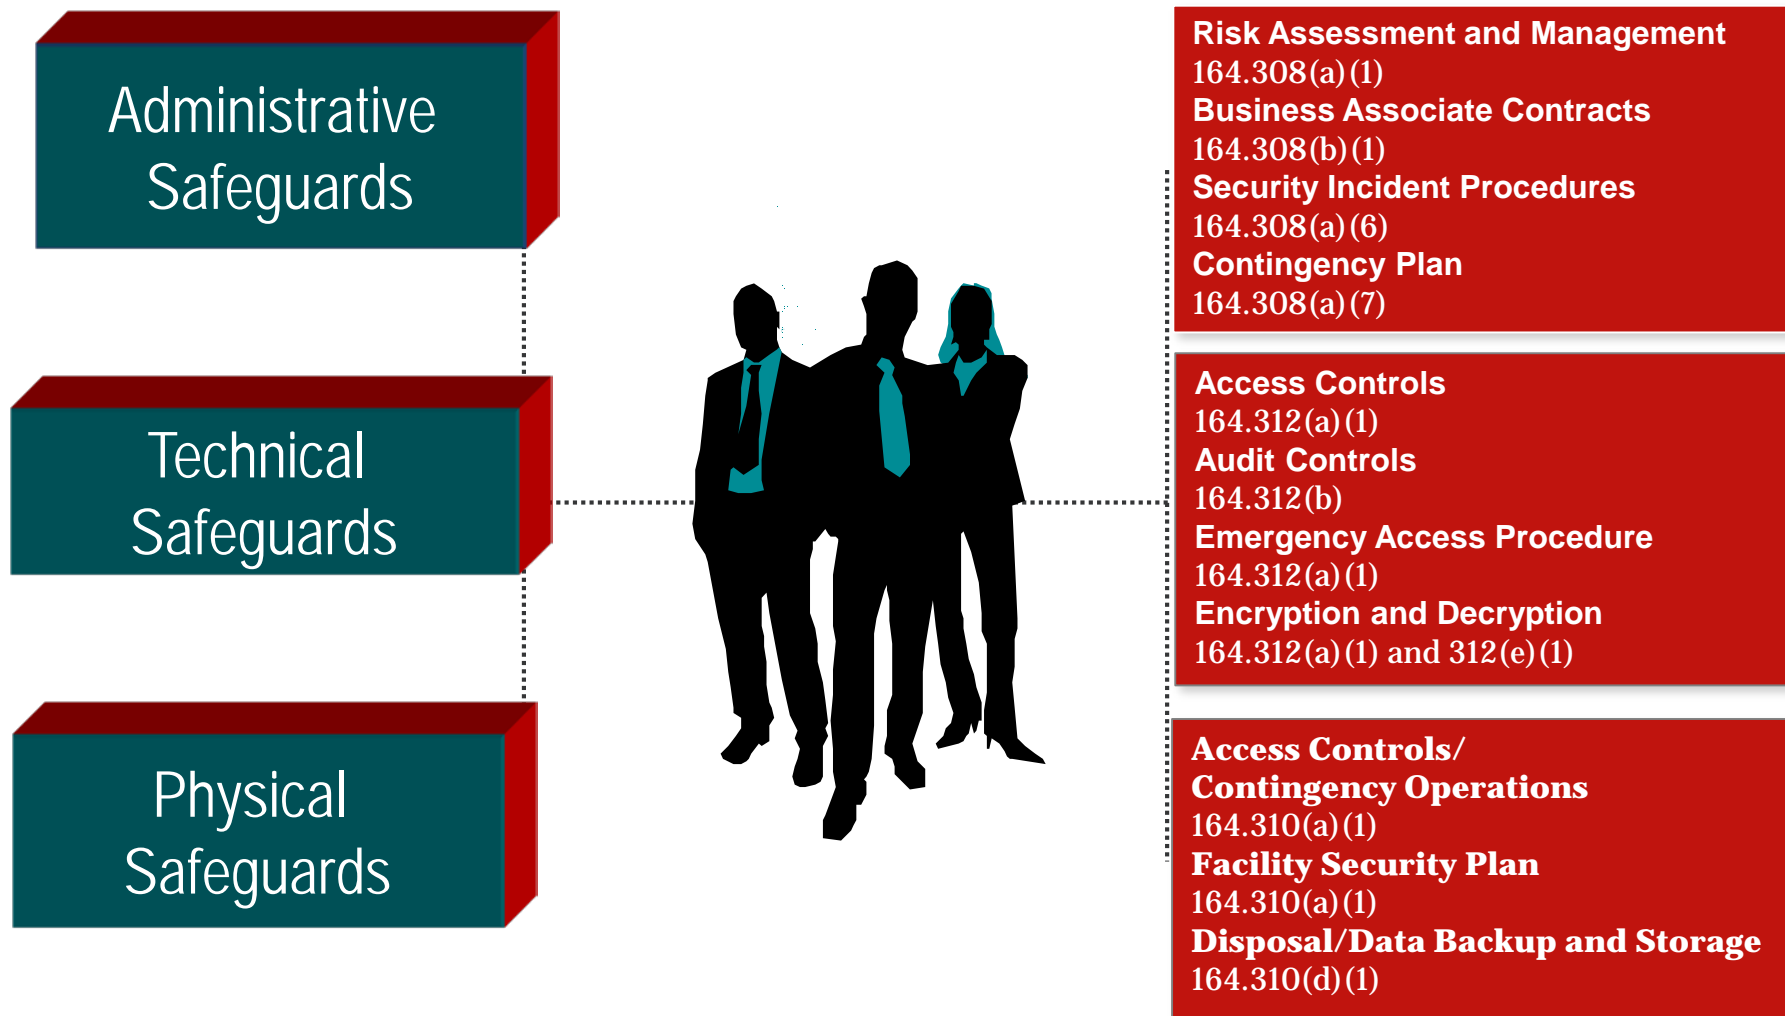 Administrative
Safeguards
Risk Assessment and Management
164.308(a)(1)
Business Associate Contracts
164.308(b)(1)
Security Incident Procedures
164.308(a)(6)
Contingency Plan
164.308(a)(7)
Technical
Safeguards
Access Controls
164.312(a)(1)
Audit Controls
164.312(b)
Emergency Access Procedure
164.312(a)(1)
Encryption and Decryption
164.312(a)(1) and 312(e)(1)
Physical
Safeguards
Access Controls/
Contingency Operations
164.310(a)(1)
Facility Security Plan
164.310(a)(1)
Disposal/Data Backup and Storage
164.310(d)(1)